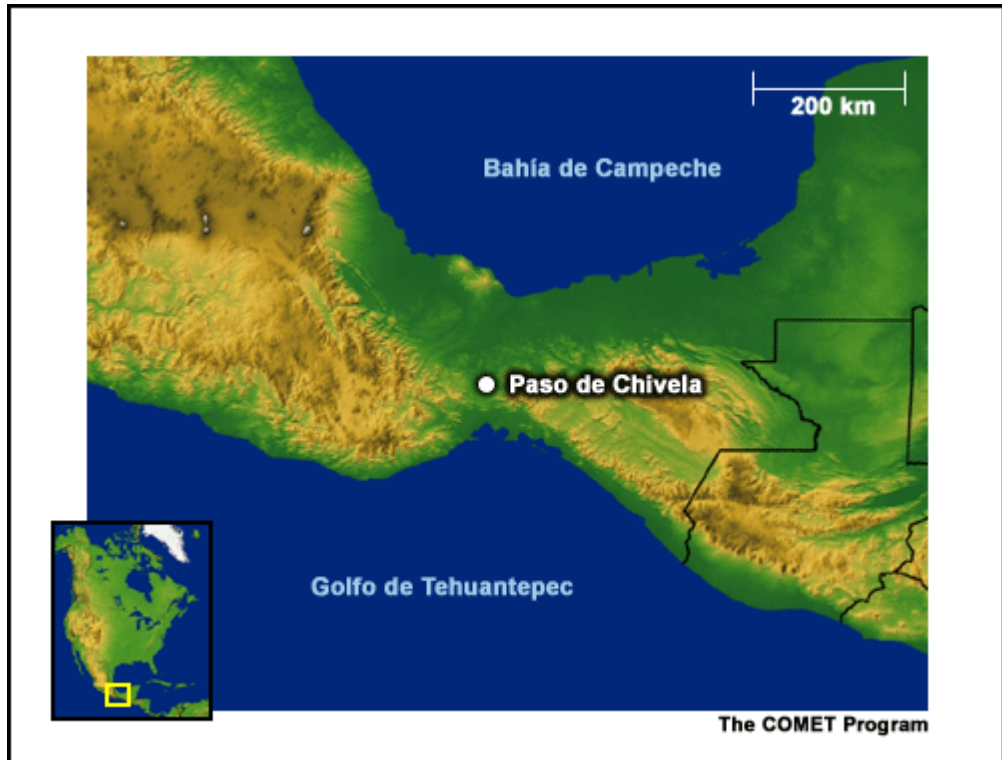 200 km
Bahía de Campeche
Paso de Chivela
Golfo de Tehuantepec
The COMET Program